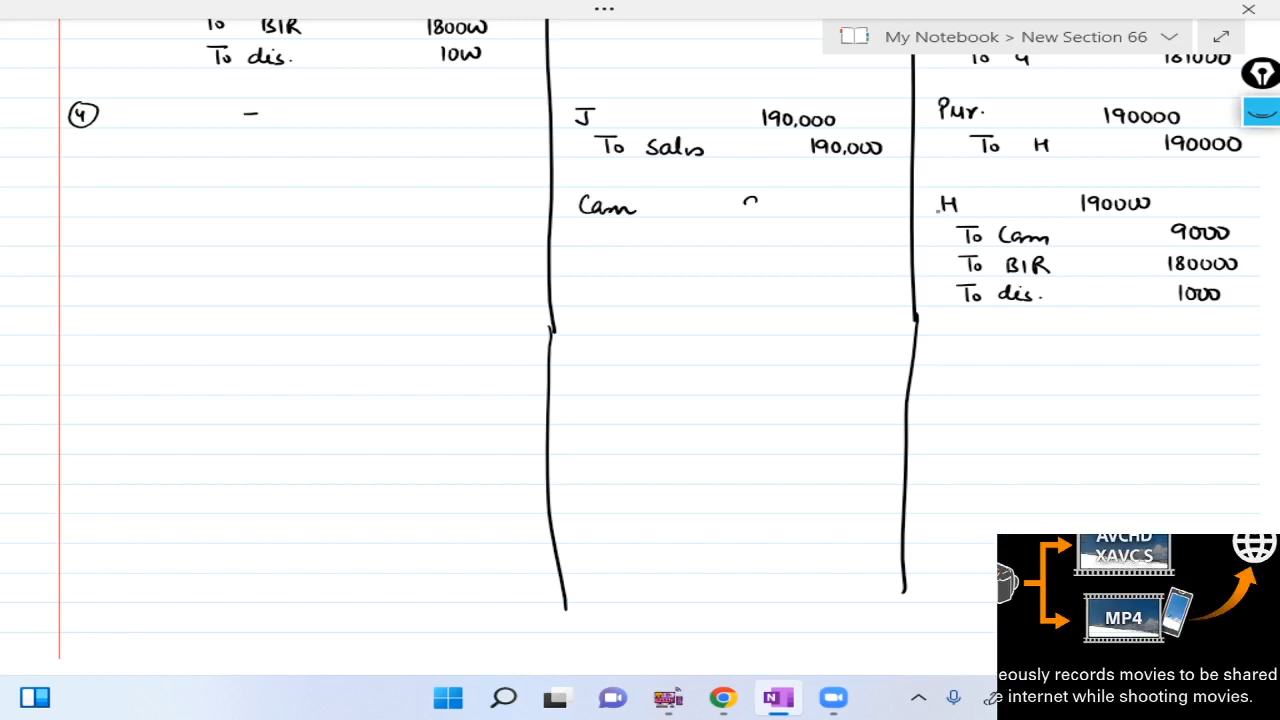 To BIR 18000
To dis. 1000
My Notebook > New Section 66
To G 181000
4 -
J 190,000
To Sales 190,000
Cam
Pur. 190000
To H 190000
H 190000
To Cam 9000
To BIR 180000
To dis. 1000
AVCHD
XAVC S
MP4
eously records movies to be shared
e internet while shooting movies.